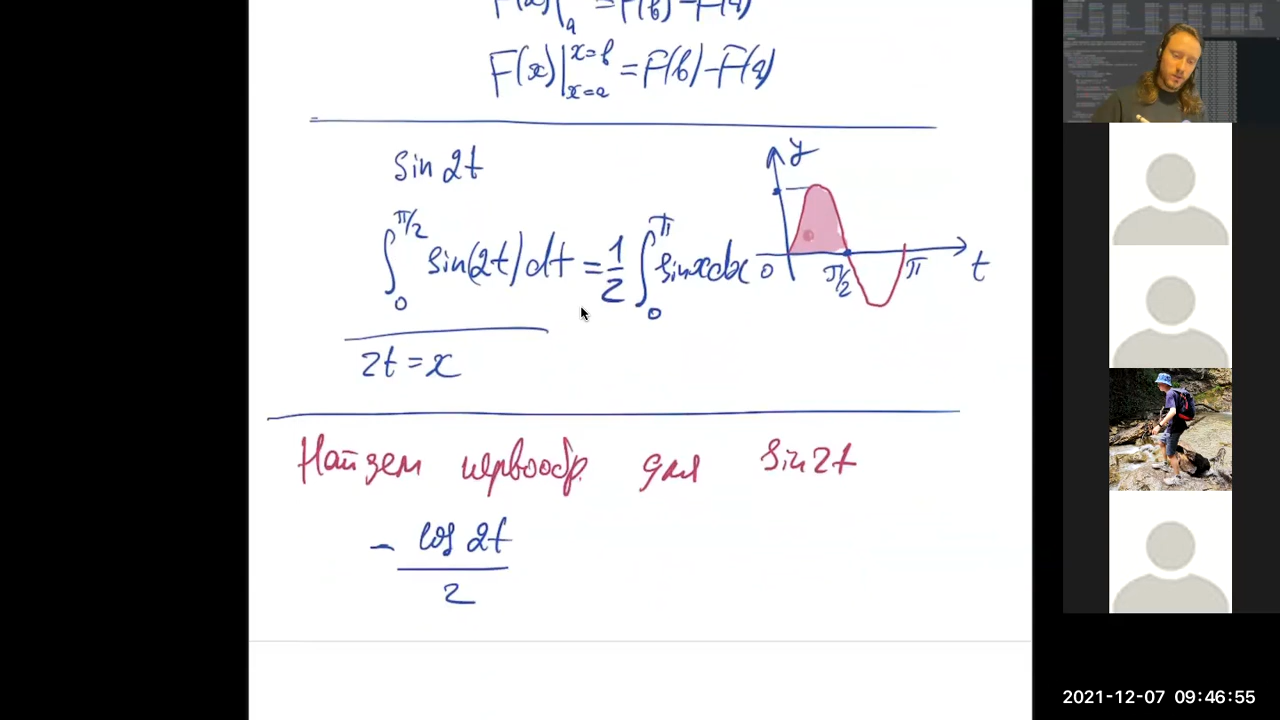 F(x)|ₐ = F(b) - F(a)
F(x)|ₓ₌ₐˣ⁼ᵇ = F(b) - F(a)
sin 2t
∫₀^{π/2} sin(2t) dt = 1/2 ∫₀^{π} sin x dx
y
0 π/2 π t
2t = x
Найдем первообр. для sin 2t
- cos 2t
2
2021-12-07 09:46:55